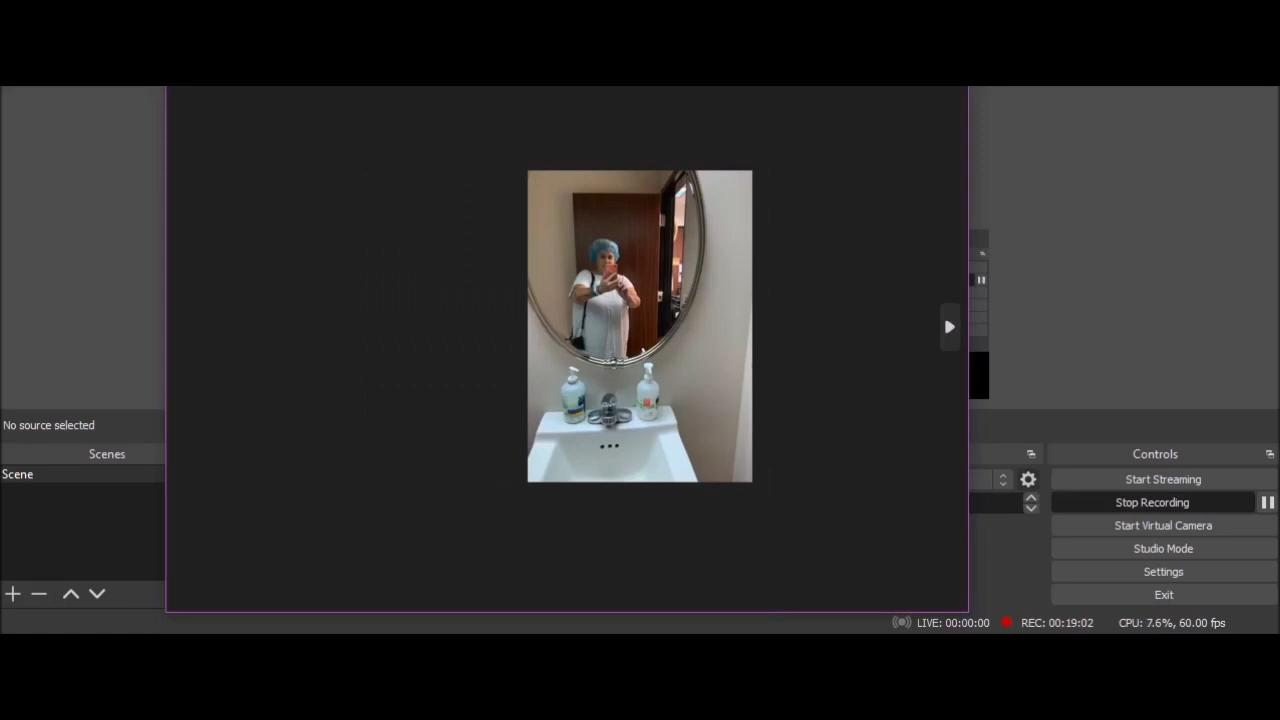 No source selected
Scenes
Controls
Scene
Start Streaming
Stop Recording
Start Virtual Camera
Studio Mode
Settings
Exit
LIVE: 00:00:00
REC: 00:19:02
CPU: 7.6%, 60.00 fps